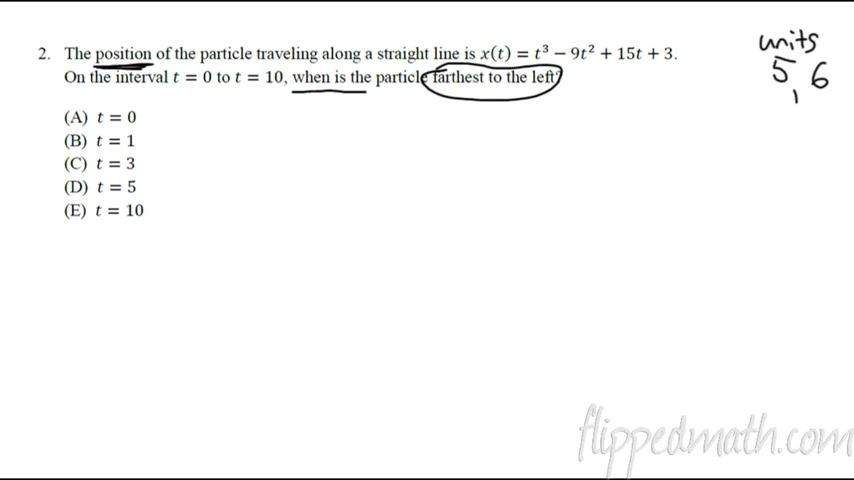 2. The position of the particle traveling along a straight line is x(t) = t³ − 9t² + 15t + 3.
On the interval t = 0 to t = 10, when is the particle farthest to the left?
(A) t = 0
(B) t = 1
(C) t = 3
(D) t = 5
(E) t = 10
units
5, 6
flippedmath.com